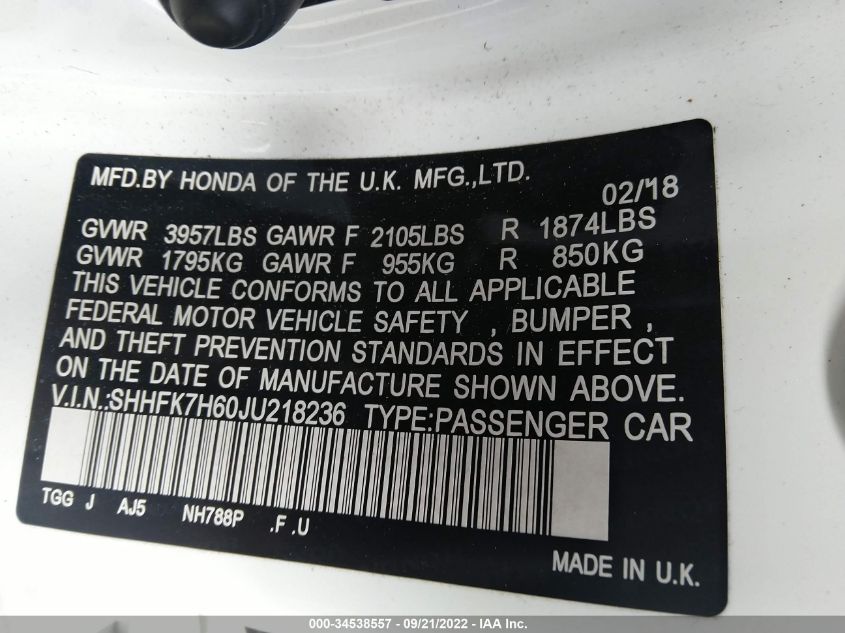 MFD.BY HONDA OF THE U.K. MFG.,LTD.
02/'18
GVWR 3957LBS GAWR F 2105LBS R 1874LBS
GVWR 1795KG GAWR F 955KG R 850KG
THIS VEHICLE CONFORMS TO ALL APPLICABLE
FEDERAL MOTOR VEHICLE SAFETY , BUMPER ,
AND THEFT PREVENTION STANDARDS IN EFFECT
ON THE DATE OF MANUFACTURE SHOWN ABOVE.
V.I.N.:SHHFK7H60JU218236 TYPE:PASSENGER CAR
TGG J AJ5 NH788P .F .U
MADE IN U.K.
000-34538557 - 09/21/2022 - IAA Inc.